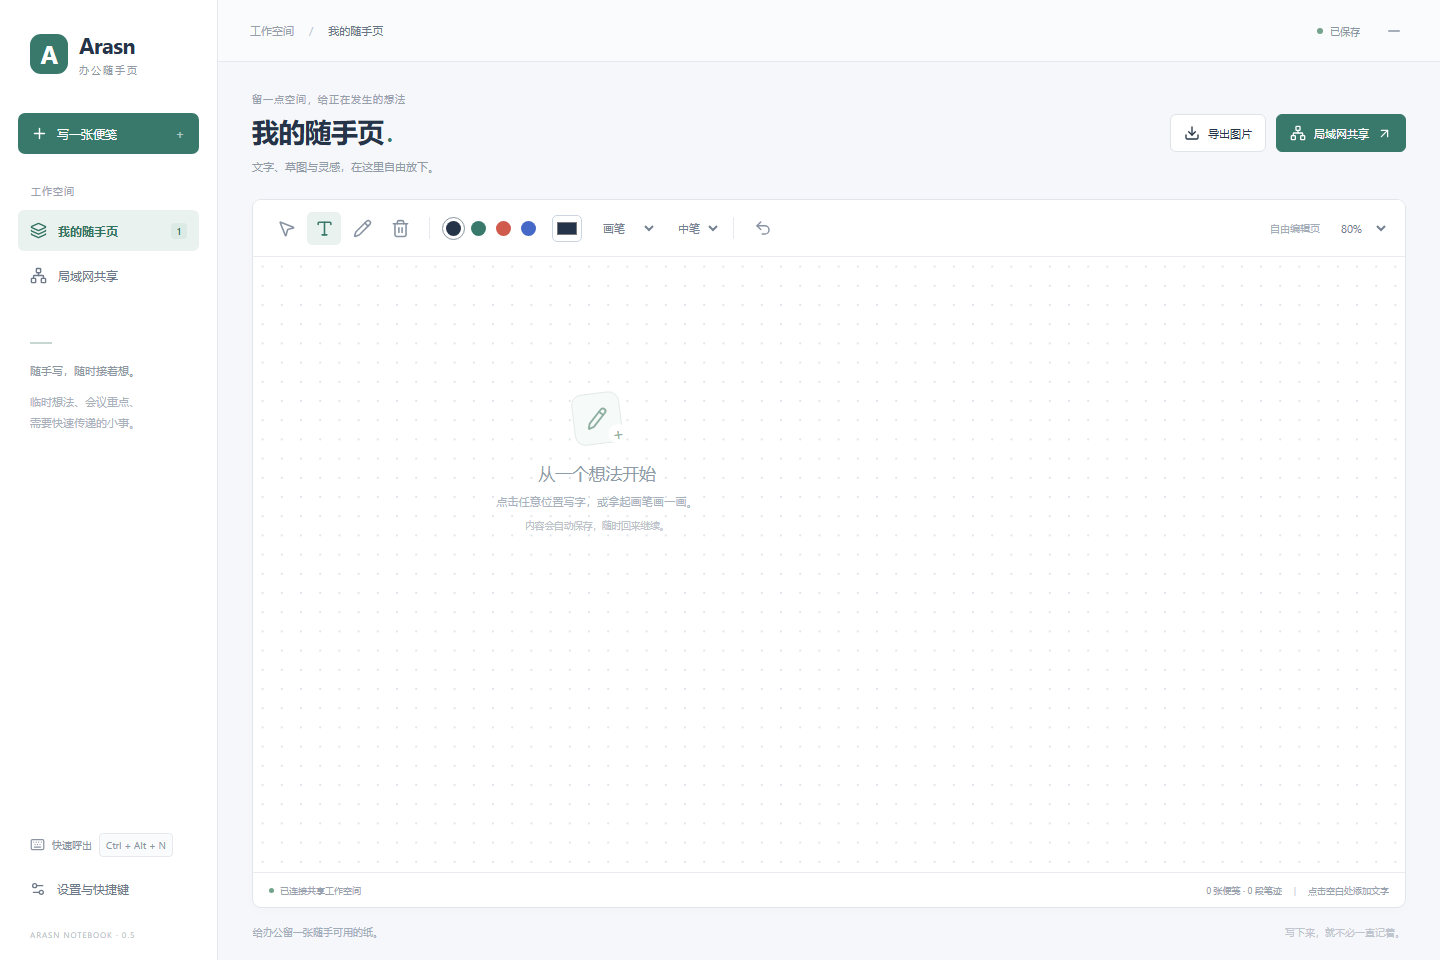 A
Arasn
办公随手页
写一张便笺
+
工作空间
我的随手页
1
局域网共享
随手写，随时接着想。
临时想法、会议重点、
需要快速传递的小事。
快速呼出
Ctrl + Alt + N
设置与快捷键
ARASN NOTEBOOK · 0.5
工作空间 / 我的随手页
已保存
留一点空间，给正在发生的想法
我的随手页.
文字、草图与灵感，在这里自由放下。
导出图片
局域网共享
画笔
中笔
自由编辑页
80%
从一个想法开始
点击任意位置写字，或拿起画笔画一画。
内容会自动保存，随时回来继续。
已连接共享工作空间
0 张便笺 · 0 段笔迹 | 点击空白处添加文字
给办公留一张随手可用的纸。
写下来，就不必一直记着。